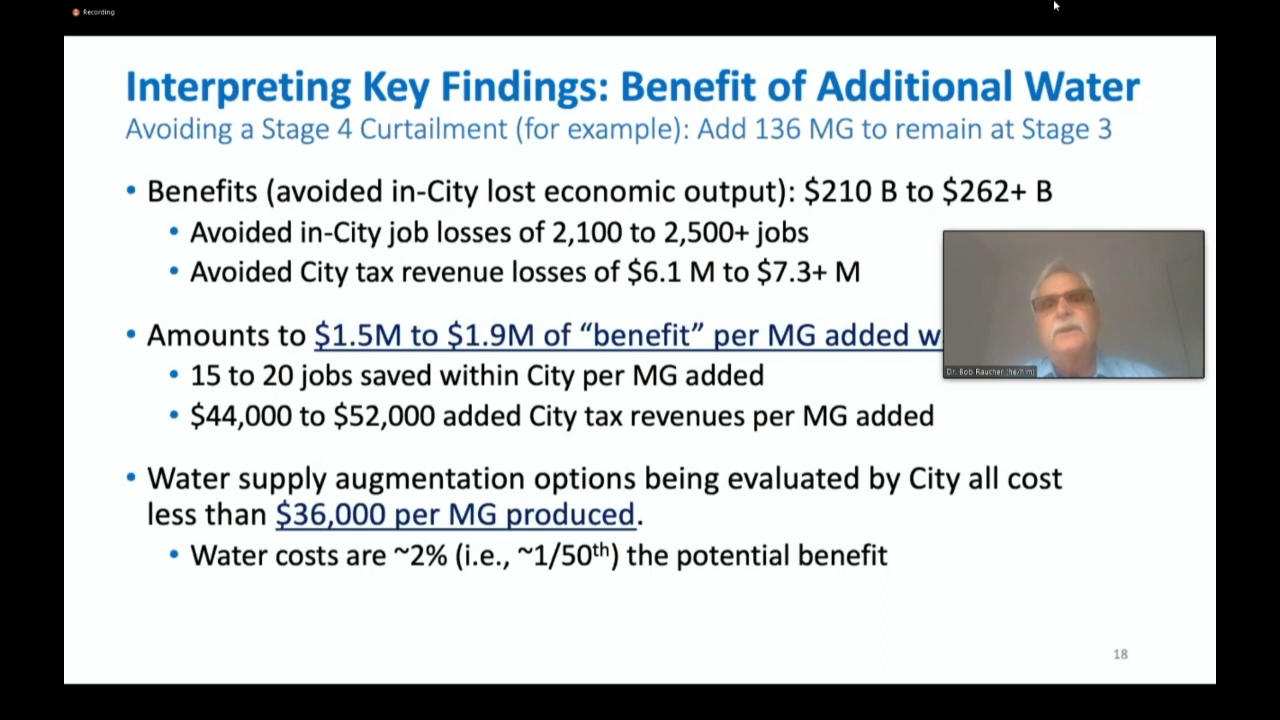 Recording
Interpreting Key Findings: Benefit of Additional Water
Avoiding a Stage 4 Curtailment (for example): Add 136 MG to remain at Stage 3
• Benefits (avoided in-City lost economic output): $210 B to $262+ B
• Avoided in-City job losses of 2,100 to 2,500+ jobs
• Avoided City tax revenue losses of $6.1 M to $7.3+ M
• Amounts to $1.5M to $1.9M of “benefit” per MG added w
• 15 to 20 jobs saved within City per MG added
• $44,000 to $52,000 added City tax revenues per MG added
• Water supply augmentation options being evaluated by City all cost
less than $36,000 per MG produced.
• Water costs are ~2% (i.e., ~1/50th) the potential benefit
Dr. Bob Raucher (he/him)
18